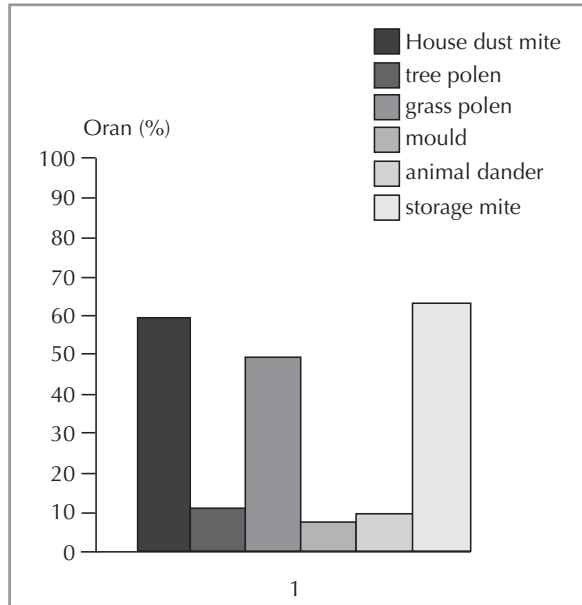 House dust mite
tree polen
grass polen
mould
animal dander
storage mite
Oran (%)
100
90
80
70
60
50
40
30
20
10
0
1